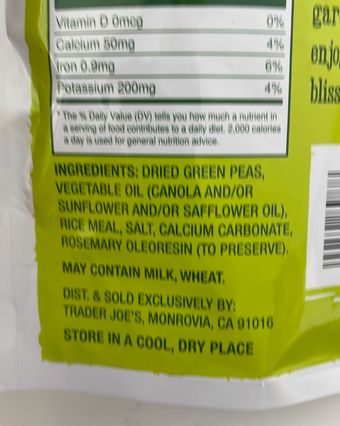 Vitamin D 0mcg 0%
Calcium 50mg 4%
Iron 0.9mg 6%
Potassium 200mg 4%
* The % Daily Value (DV) tells you how much a nutrient in
a serving of food contributes to a daily diet. 2,000 calories
a day is used for general nutrition advice.
INGREDIENTS: DRIED GREEN PEAS,
VEGETABLE OIL (CANOLA AND/OR
SUNFLOWER AND/OR SAFFLOWER OIL),
RICE MEAL, SALT, CALCIUM CARBONATE,
ROSEMARY OLEORESIN (TO PRESERVE).
MAY CONTAIN MILK, WHEAT.
DIST. & SOLD EXCLUSIVELY BY:
TRADER JOE'S, MONROVIA, CA 91016
STORE IN A COOL, DRY PLACE
gar
enjo
bliss